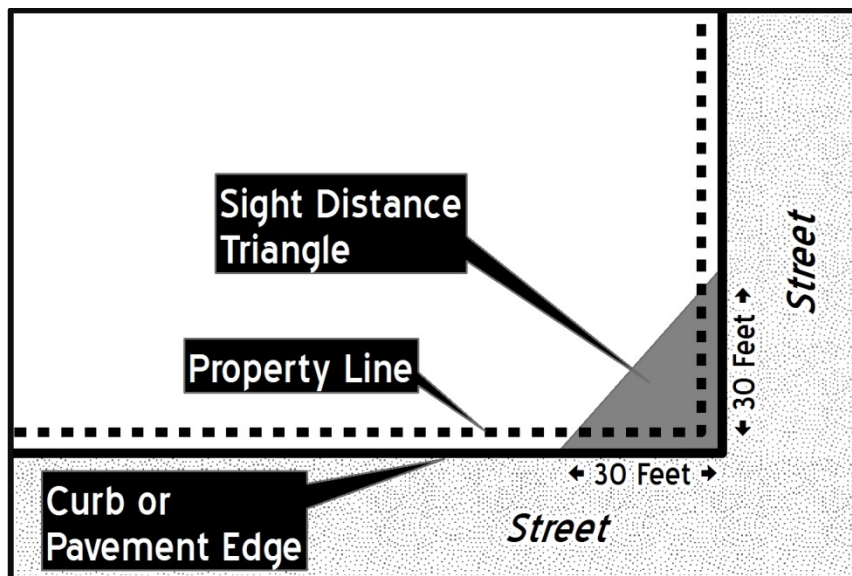 Sight Distance
Triangle
Street
Property Line
30 Feet
30 Feet
Curb or
Pavement Edge
Street